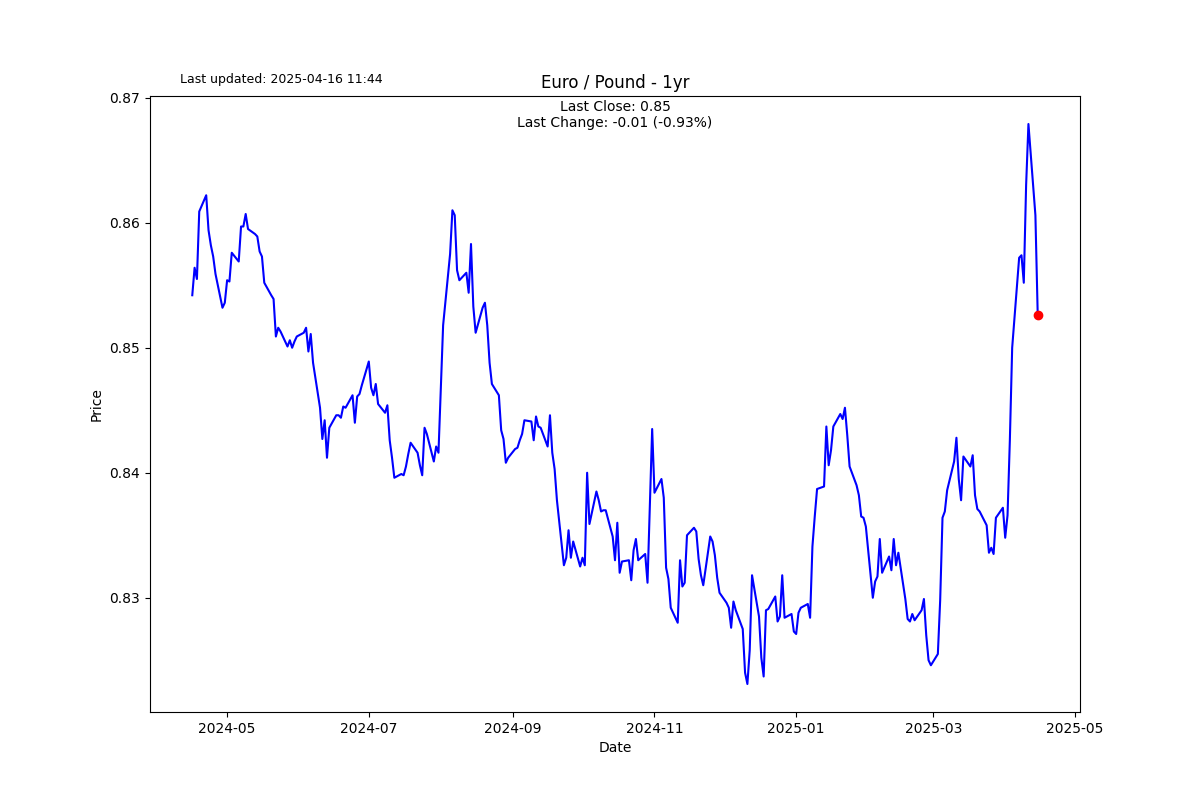 Last updated: 2025-04-16 11:44
Euro / Pound - 1yr
Last Close: 0.85
Last Change: -0.01 (-0.93%)
0.87
0.86
0.85
0.84
0.83
Price
2024-05
2024-07
2024-09
2024-11
2025-01
2025-03
2025-05
Date